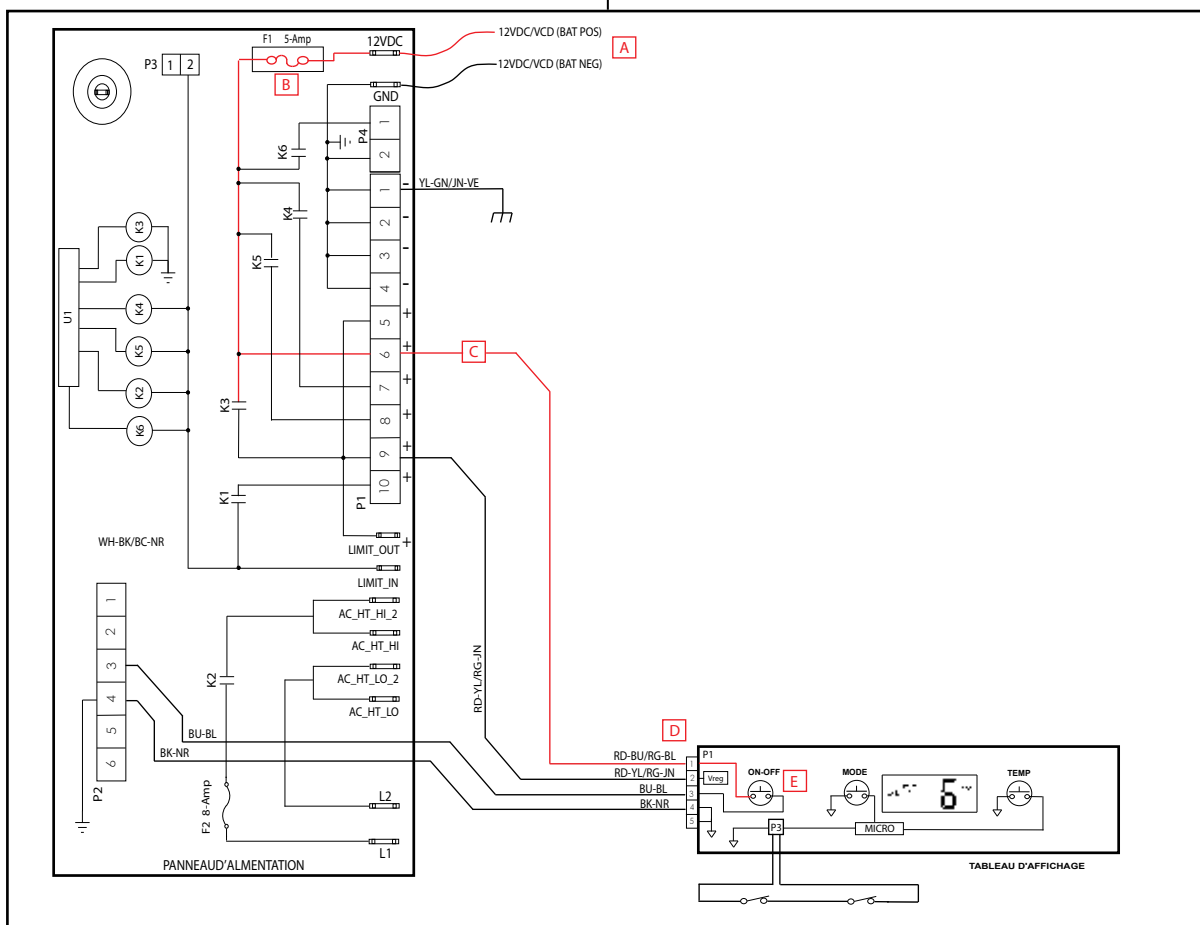 F1 5-Amp
12VDC
12VDC/VCD (BAT POS)
A
P3 1 2
B
12VDC/VCD (BAT NEG)
GND
K6
1
2
P4
YL-GN/JN-VE
1 -
2 -
3 -
4 -
5 +
6 +
7 +
8 +
9 +
10 +
P1
K4
K5
K3
K1
C
U1
K3
K1
K4
K5
K2
K6
WH-BK/BC-NR
LIMIT_OUT +
LIMIT_IN
AC_HT_HI_2
AC_HT_HI
AC_HT_LO_2
AC_HT_LO
K2
1
2
3
4
5
6
P2
BU-BL
BK-NR
RD-YL/RG-JN
F2 8-Amp
L2
L1
PANNEAUD'ALMENTATION
D
RD-BU/RG-BL
RD-YL/RG-JN
BU-BL
BK-NR
P1
1
2
3
4
5
Vreg
ON-OFF
E
MODE
6
TEMP
P3
MICRO
TABLEAU D'AFFICHAGE